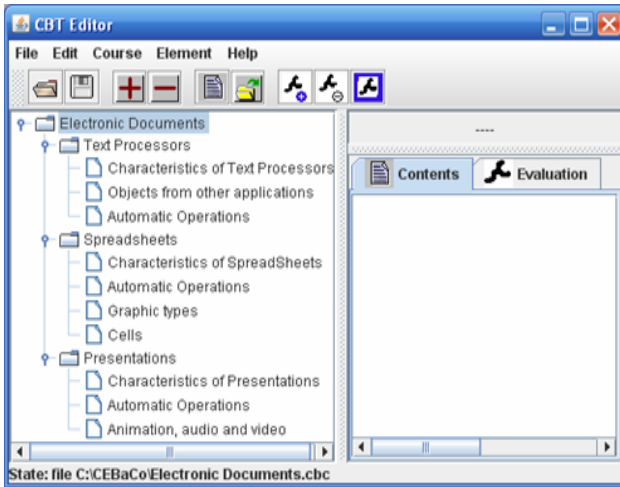 CBT Editor
File Edit Course Element Help
Electronic Documents
Text Processors
Characteristics of Text Processors
Objects from other applications
Automatic Operations
Spreadsheets
Characteristics of SpreadSheets
Automatic Operations
Graphic types
Cells
Presentations
Characteristics of Presentations
Automatic Operations
Animation, audio and video
----
Contents Evaluation
State: file C:\CEBaCo\Electronic Documents.cbc